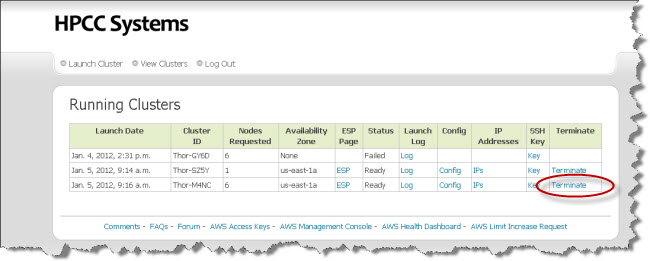 HPCC Systems
Launch Cluster View Clusters Log Out
Running Clusters
Launch Date Cluster ID Nodes Requested Availability Zone ESP Page Status Launch Log Config IP Addresses SSH Key Terminate
Jan. 4, 2012, 2:31 p.m. Thor-GY6D 6 None Failed Log Key
Jan. 5, 2012, 9:14 a.m. Thor-SZ5Y 1 us-east-1a ESP Ready Log Config IPs Key Terminate
Jan. 5, 2012, 9:16 a.m. Thor-M4NC 6 us-east-1a ESP Ready Log Config IPs Key Terminate
Comments - FAQs - Forum - AWS Access Keys - AWS Management Console - AWS Health Dashboard - AWS Limit Increase Request